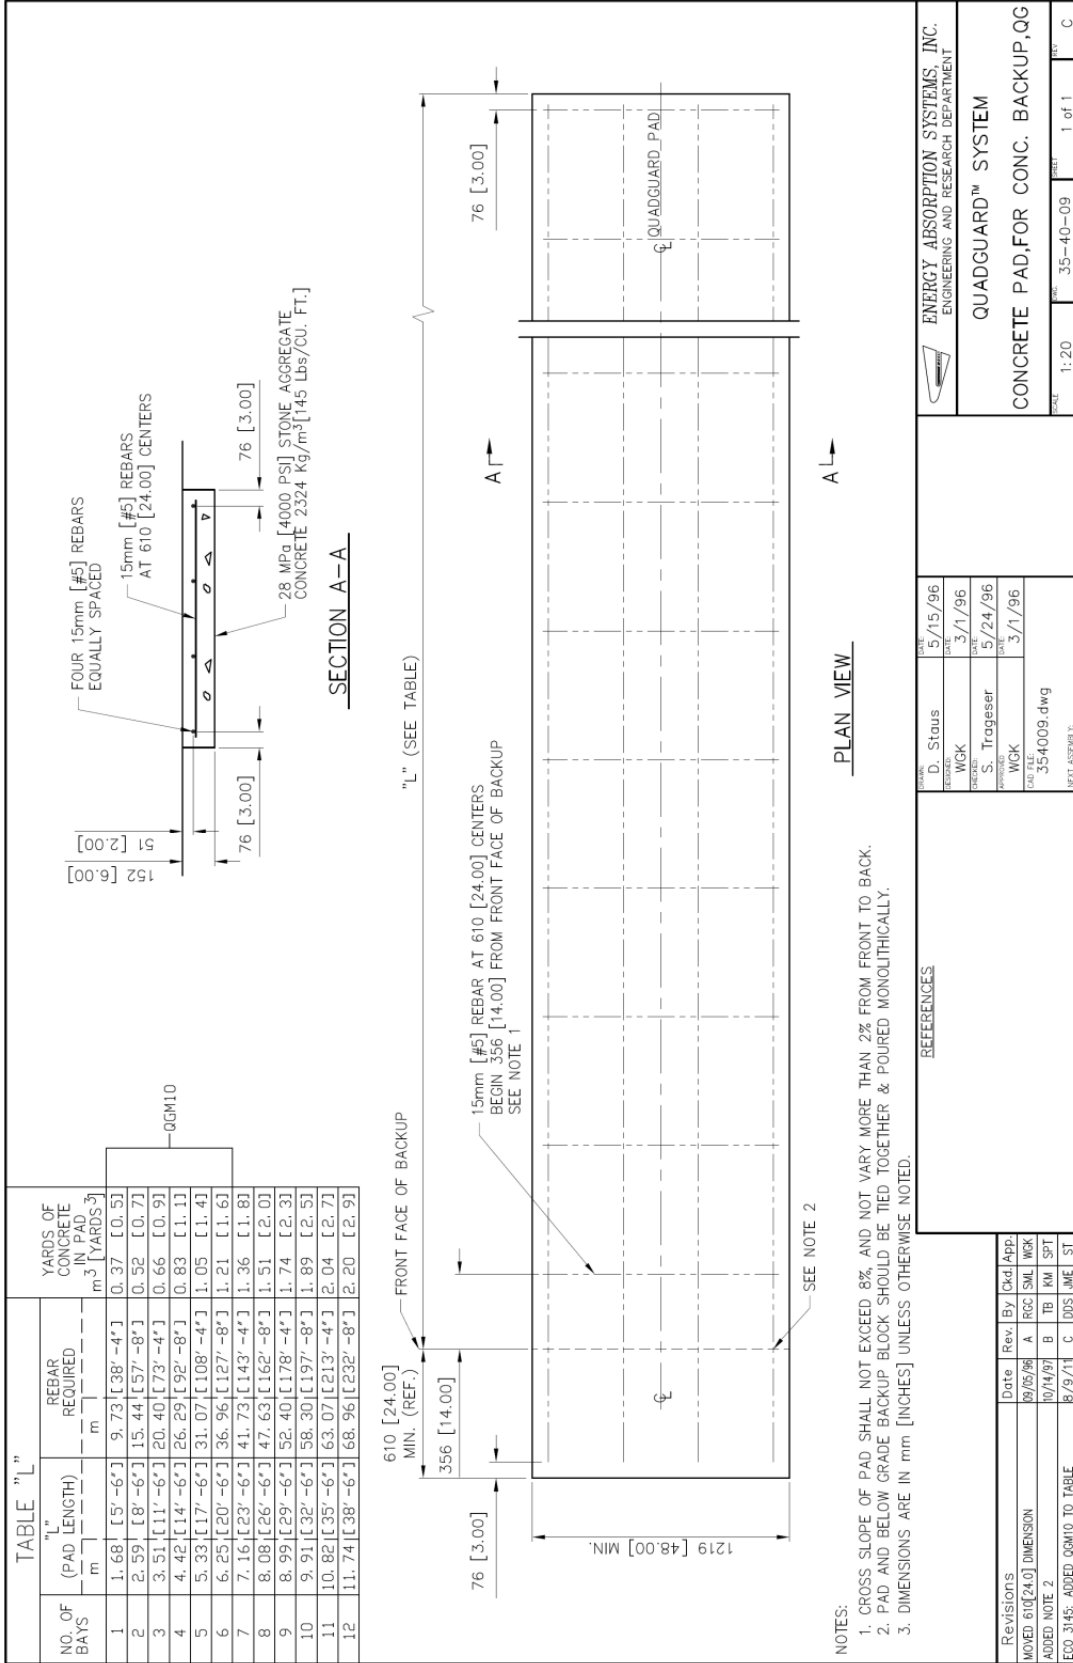 TABLE "L"
NO. OF BAYS
"L" (PAD LENGTH)
m
REBAR REQUIRED
m
YARDS OF CONCRETE IN PAD
m3 [YARDS3]
1 1.68 [5'-6"] 9.73 [38'-4"] 0.37 [0.5]
2 2.59 [8'-6"] 15.44 [57'-8"] 0.52 [0.7]
3 3.51 [11'-6"] 20.40 [73'-4"] 0.66 [0.9]
4 4.42 [14'-6"] 26.29 [92'-8"] 0.83 [1.1]
5 5.33 [17'-6"] 31.07 [108'-4"] 1.05 [1.4]
6 6.25 [20'-6"] 36.96 [127'-8"] 1.21 [1.6]
7 7.16 [23'-6"] 41.73 [143'-4"] 1.36 [1.8]
8 8.08 [26'-6"] 47.63 [162'-8"] 1.51 [2.0]
9 8.99 [29'-6"] 52.40 [178'-4"] 1.74 [2.3]
10 9.91 [32'-6"] 58.30 [197'-8"] 1.89 [2.5]
11 10.82 [35'-6"] 63.07 [213'-4"] 2.04 [2.7]
12 11.74 [38'-6"] 68.96 [232'-8"] 2.20 [2.9]
QGM10
152 [6.00]
51 [2.00]
FOUR 15mm [#5] REBARS
EQUALLY SPACED
15mm [#5] REBARS
AT 610 [24.00] CENTERS
76 [3.00]
76 [3.00]
28 MPa [4000 PSI] STONE AGGREGATE
CONCRETE 2324 Kg/m3[145 Lbs/CU. FT.]
SECTION A-A
610 [24.00]
MIN. (REF.)
FRONT FACE OF BACKUP
"L" (SEE TABLE)
356 [14.00]
76 [3.00]
15mm [#5] REBAR AT 610 [24.00] CENTERS
BEGIN 356 [14.00] FROM FRONT FACE OF BACKUP
SEE NOTE 1
76 [3.00]
A
1219 [48.00] MIN.
℄
℄ QUADGUARD PAD
SEE NOTE 2
A
PLAN VIEW
NOTES:
1. CROSS SLOPE OF PAD SHALL NOT EXCEED 8%, AND NOT VARY MORE THAN 2% FROM FRONT TO BACK.
2. PAD AND BELOW GRADE BACKUP BLOCK SHOULD BE TIED TOGETHER & POURED MONOLITHICALLY.
3. DIMENSIONS ARE IN mm [INCHES] UNLESS OTHERWISE NOTED.
REFERENCES
Revisions Date Rev. By Ckd. App.
MOVED 610[24.0] DIMENSION 09/05/96 A RGC SML WGK
ADDED NOTE 2 10/14/97 B TB KM SPT
ECO 3145: ADDED QGM10 TO TABLE 8/9/11 C DDS JME ST
DRAWN: D. Staus DATE: 5/15/96
DESIGNED: WGK DATE: 3/1/96
CHECKED: S. Trageser DATE: 5/24/96
APPROVED: WGK DATE: 3/1/96
CAD FILE: 354009.dwg
NEXT ASSEMBLY:
ENERGY ABSORPTION SYSTEMS, INC.
ENGINEERING AND RESEARCH DEPARTMENT
QUADGUARD™ SYSTEM
CONCRETE PAD,FOR CONC. BACKUP,QG
SCALE 1:20 DWG. 35-40-09 SHEET 1 of 1 REV C